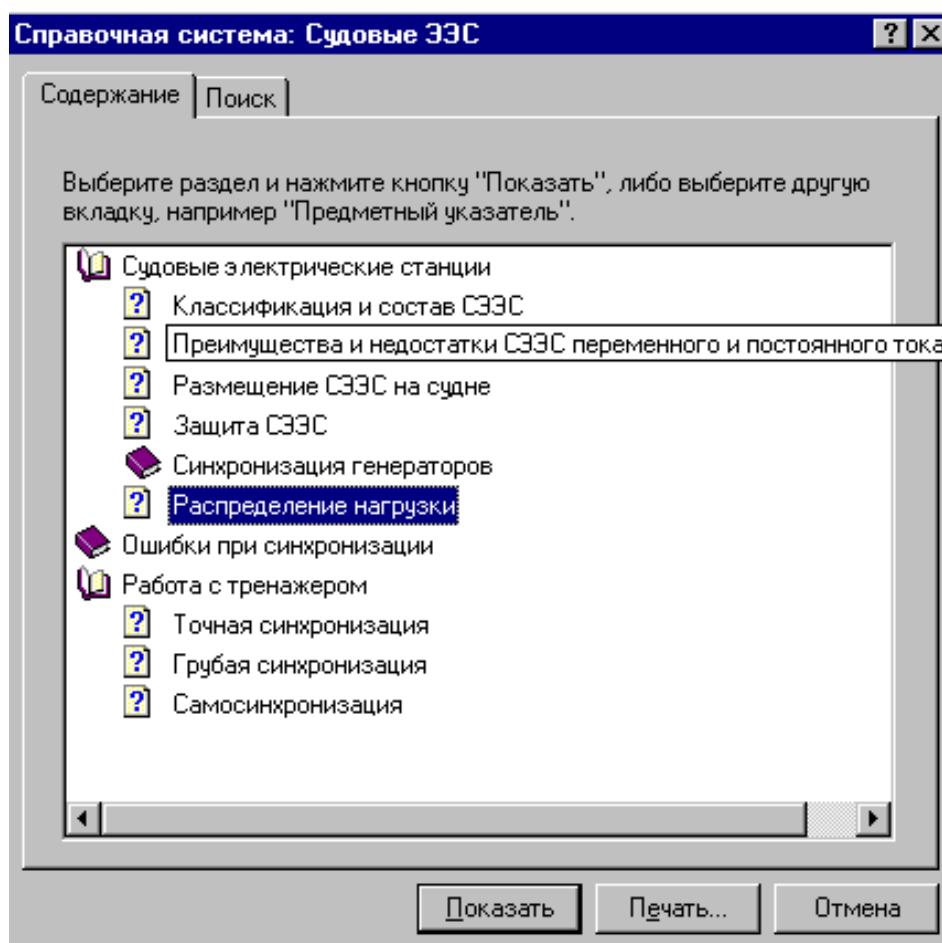 Справочная система: Судовые ЭЭС
Содержание
Поиск
Выберите раздел и нажмите кнопку "Показать", либо выберите другую
вкладку, например "Предметный указатель".
Судовые электрические станции
Классификация и состав СЭЭС
Преимущества и недостатки СЭЭС переменного и постоянного тока
Размещение СЭЭС на судне
Защита СЭЭС
Синхронизация генераторов
Распределение нагрузки
Ошибки при синхронизации
Работа с тренажером
Точная синхронизация
Грубая синхронизация
Самосинхронизация
Показать
Печать...
Отмена